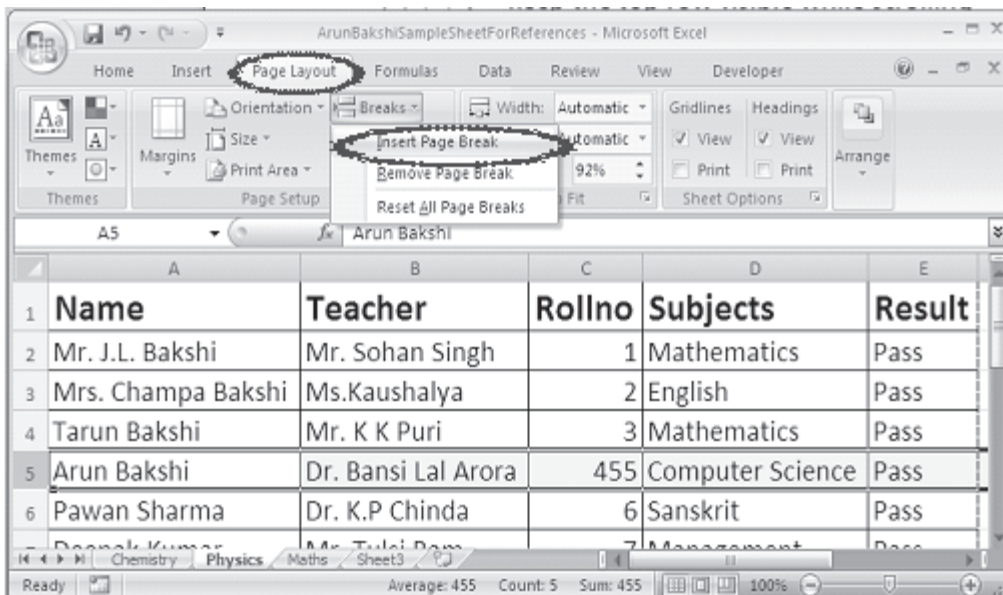 ArunBakshiSampleSheetForReferences - Microsoft Excel
Home Insert Page Layout Formulas Data Review View Developer
Aa Orientation Breaks Width: Automatic Gridlines Headings
A Size Insert Page Break Automatic View View
Themes Margins Print Area Remove Page Break 92% Print Print Arrange
Themes Page Setup Reset All Page Breaks Fit Sheet Options
A5 fx Arun Bakshi
A B C D E
1 Name Teacher Rollno Subjects Result
2 Mr. J.L. Bakshi Mr. Sohan Singh 1 Mathematics Pass
3 Mrs. Champa Bakshi Ms.Kaushalya 2 English Pass
4 Tarun Bakshi Mr. K K Puri 3 Mathematics Pass
5 Arun Bakshi Dr. Bansi Lal Arora 455 Computer Science Pass
6 Pawan Sharma Dr. K.P Chinda 6 Sanskrit Pass
Chemistry Physics Maths Sheet3
Ready Average: 455 Count: 5 Sum: 455 100%